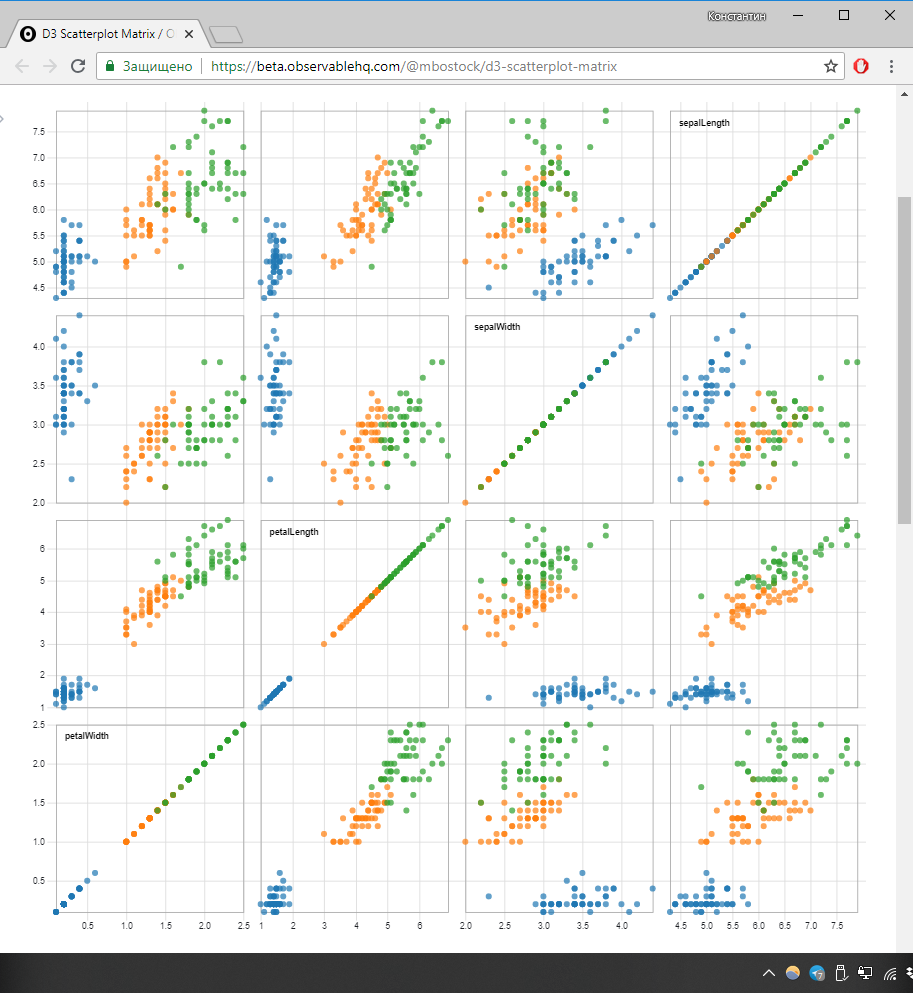 Константин
D3 Scatterplot Matrix / O
Защищено
https://beta.observablehq.com/@mbostock/d3-scatterplot-matrix
sepalLength
7.5
7.0
6.5
6.0
5.5
5.0
4.5
sepalWidth
4.0
3.5
3.0
2.5
2.0
petalLength
6
5
4
3
2
1
petalWidth
2.5
2.0
1.5
1.0
0.5
0.5 1.0 1.5 2.0 2.5 2 3 4 5 6 2.0 2.5 3.0 3.5 4.0 4.5 5.0 5.5 6.0 6.5 7.0 7.5